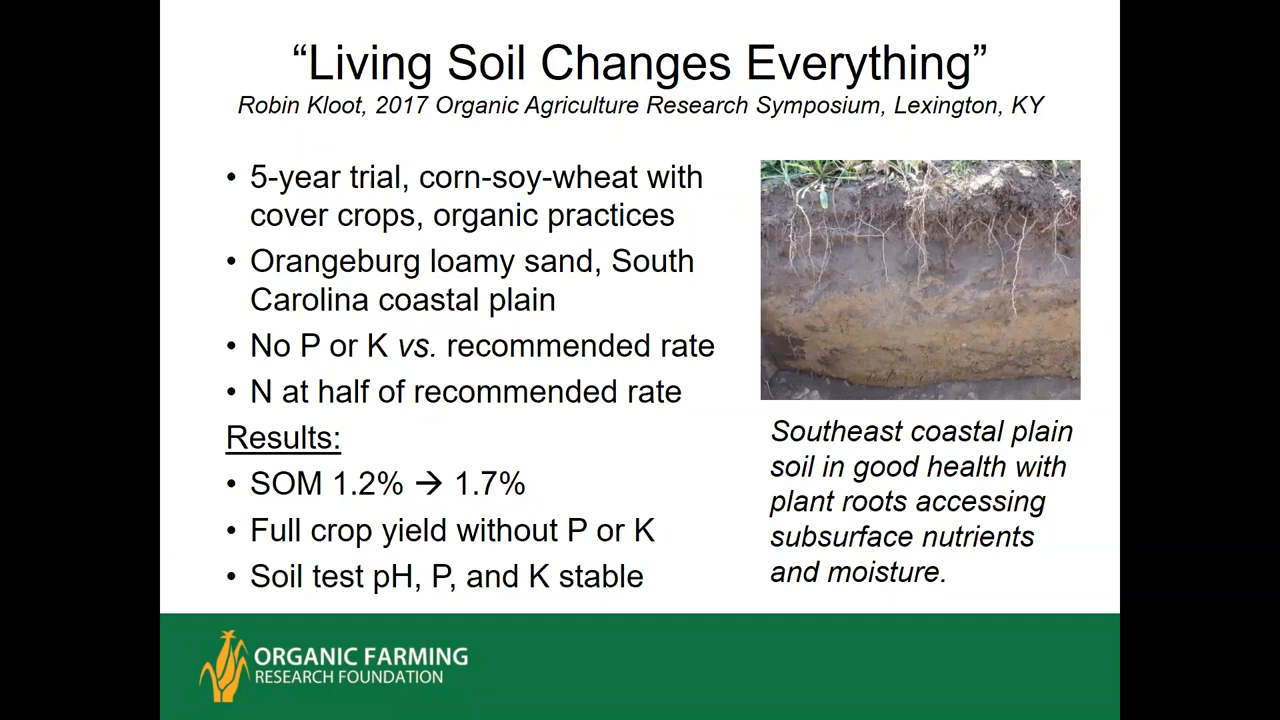 “Living Soil Changes Everything”
Robin Kloot, 2017 Organic Agriculture Research Symposium, Lexington, KY
• 5-year trial, corn-soy-wheat with
cover crops, organic practices
• Orangeburg loamy sand, South
Carolina coastal plain
• No P or K vs. recommended rate
• N at half of recommended rate
Results:
• SOM 1.2% → 1.7%
• Full crop yield without P or K
• Soil test pH, P, and K stable
Southeast coastal plain
soil in good health with
plant roots accessing
subsurface nutrients
and moisture.
ORGANIC FARMING
RESEARCH FOUNDATION